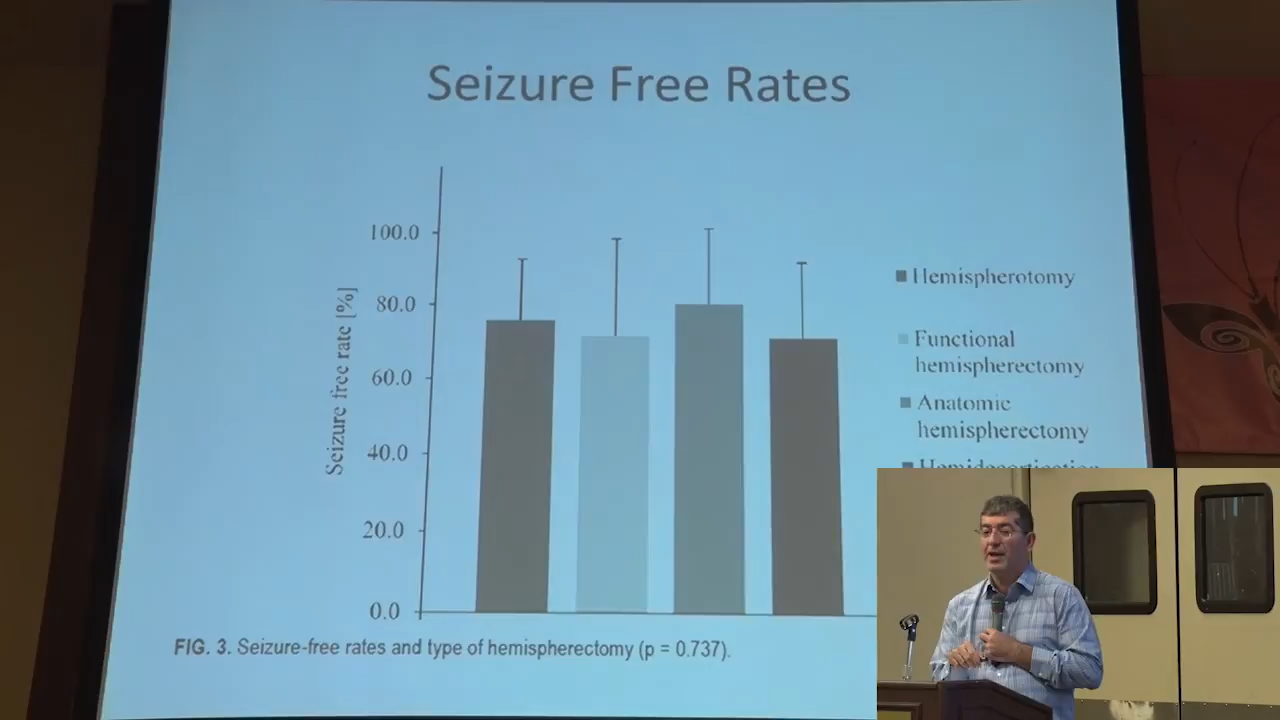 Seizure Free Rates
100.0
80.0
60.0
40.0
20.0
0.0
Seizure free rate [%]
Hemispherotomy
Functional
hemispherectomy
Anatomic
hemispherectomy
Hemidecortication
FIG. 3. Seizure-free rates and type of hemispherectomy (p = 0.737).